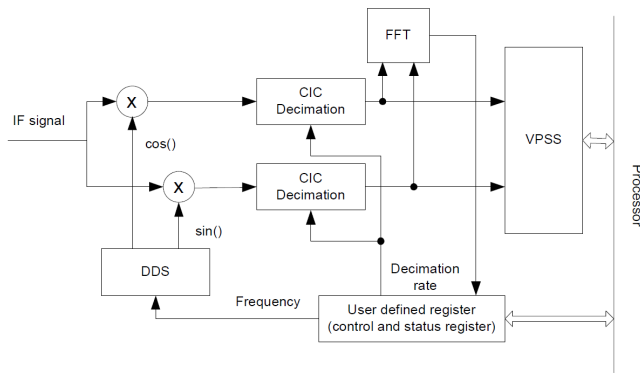 FFT
CIC
Decimation
X
IF signal
cos()
VPSS
CIC
Decimation
X
sin()
Processor
DDS
Decimation
rate
Frequency
User defined register
(control and status register)